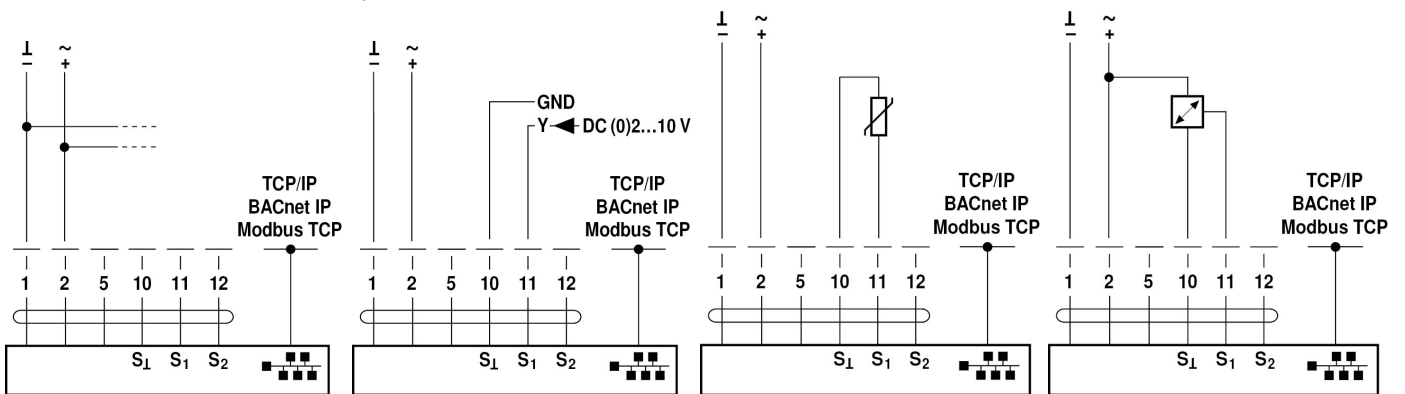 ⊥ ~
– +
TCP/IP
BACnet IP
Modbus TCP
1 2 5 10 11 12
S⊥ S1 S2
⊥ ~
– +
GND
Y DC (0)2...10 V
TCP/IP
BACnet IP
Modbus TCP
1 2 5 10 11 12
S⊥ S1 S2
⊥ ~
– +
TCP/IP
BACnet IP
Modbus TCP
1 2 5 10 11 12
S⊥ S1 S2
⊥ ~
– +
TCP/IP
BACnet IP
Modbus TCP
1 2 5 10 11 12
S⊥ S1 S2